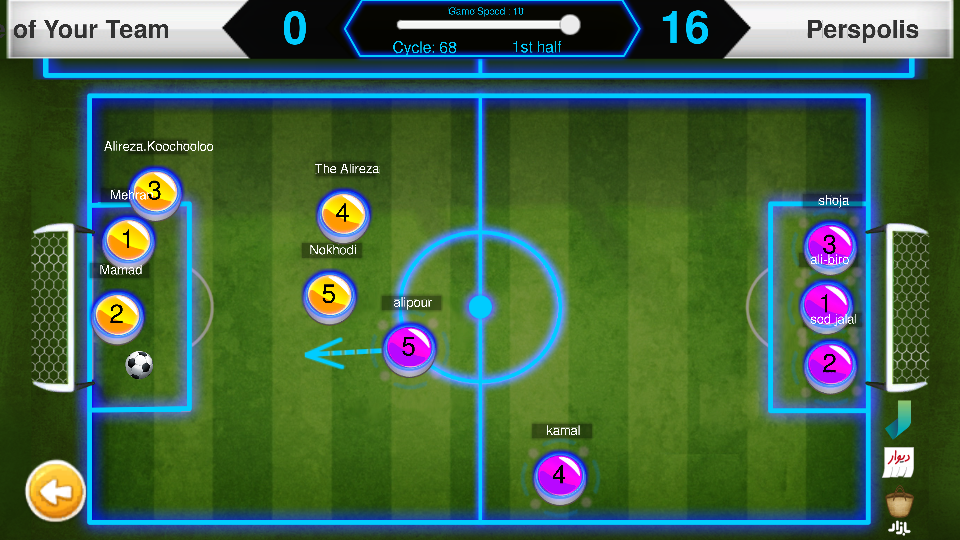 of Your Team
0
Game Speed : 10
Cycle: 68
1st half
16
Perspolis
Alireza.Koochooloo
3
Mehra
1
Mamad
2
The Alireza
4
Nokhodi
5
alipour
5
kamal
4
shoja
3
ali-biro
1
sed jalal
2
دیوار
بازار